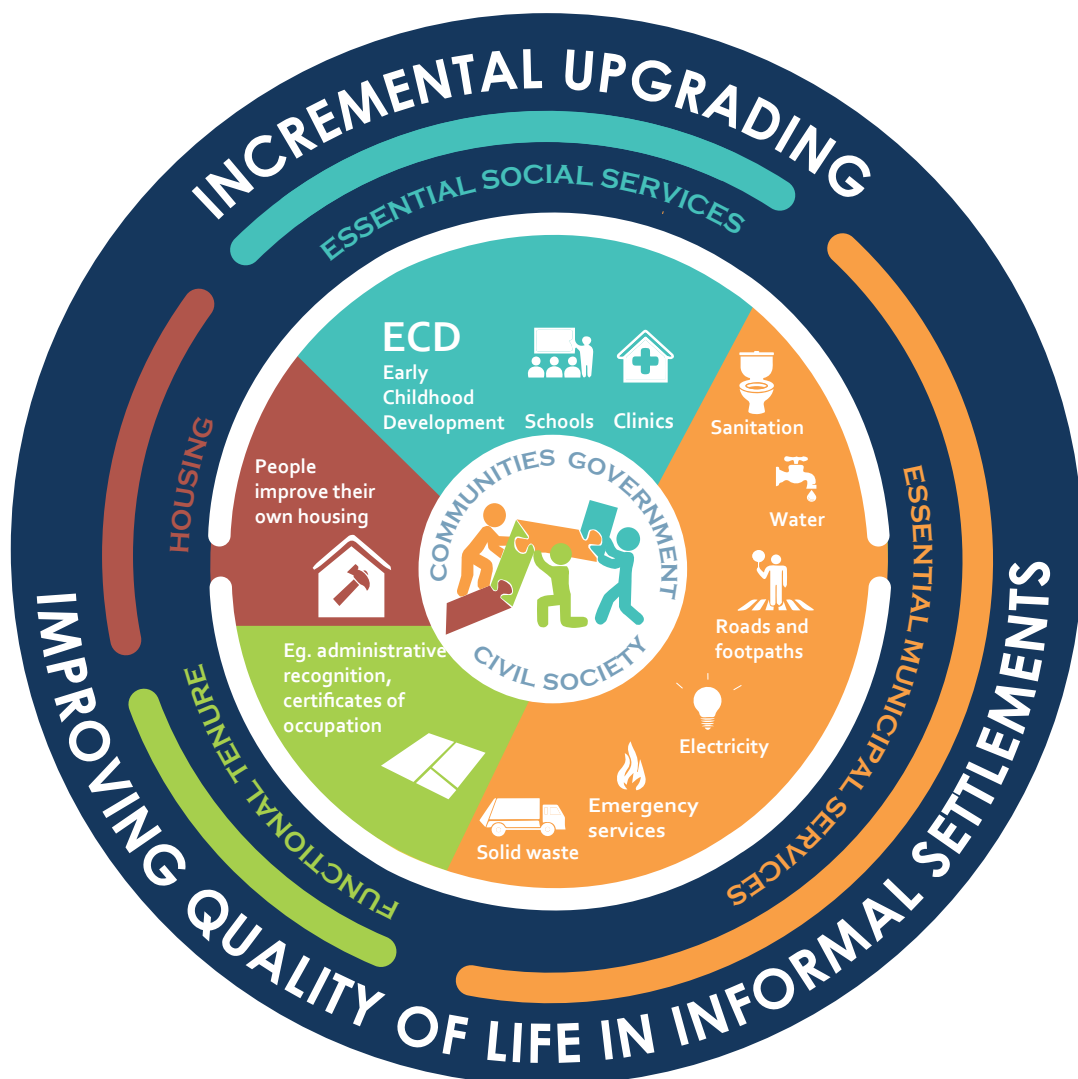 INCREMENTAL UPGRADING
ESSENTIAL SOCIAL SERVICES
ECD
Early
Childhood
Development
Schools
Clinics
Sanitation
Water
Roads and
footpaths
Electricity
Emergency
services
Solid waste
ESSENTIAL MUNICIPAL SERVICES
HOUSING
People
improve their
own housing
FUNCTIONAL TENURE
Eg. administrative
recognition,
certificates of
occupation
COMMUNITIES
GOVERNMENT
CIVIL SOCIETY
IMPROVING QUALITY OF LIFE IN INFORMAL SETTLEMENTS